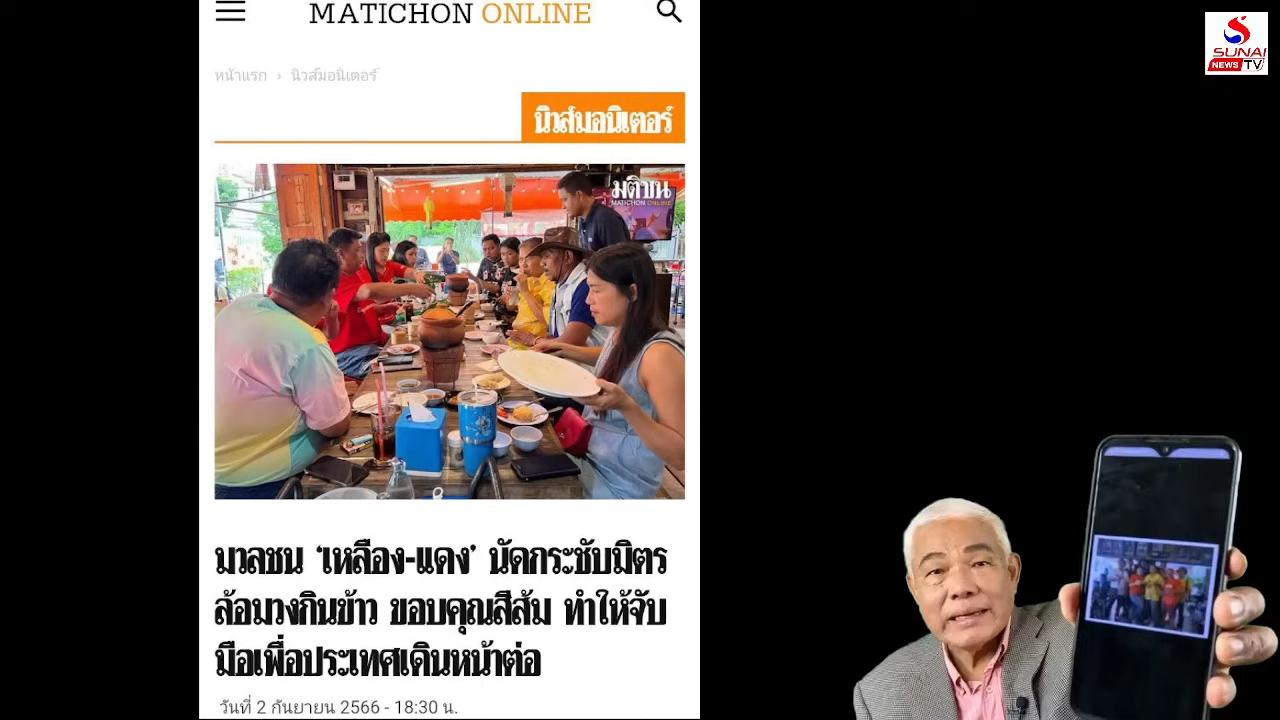 MATICHON ONLINE
SUNAI
NEWS TV
หน้าแรก › นิวส์มอนิเตอร์
นิวส์มอนิเตอร์
มติชน
MATICHON ONLINE
มวลชน ‘เหลือง-แดง’ นัดกระชับมิตร
ล้อมวงกินข้าว ขอบคุณสีส้ม ทำให้จับ
มือเพื่อประเทศเดินหน้าต่อ
วันที่ 2 กันยายน 2566 - 18:30 น.